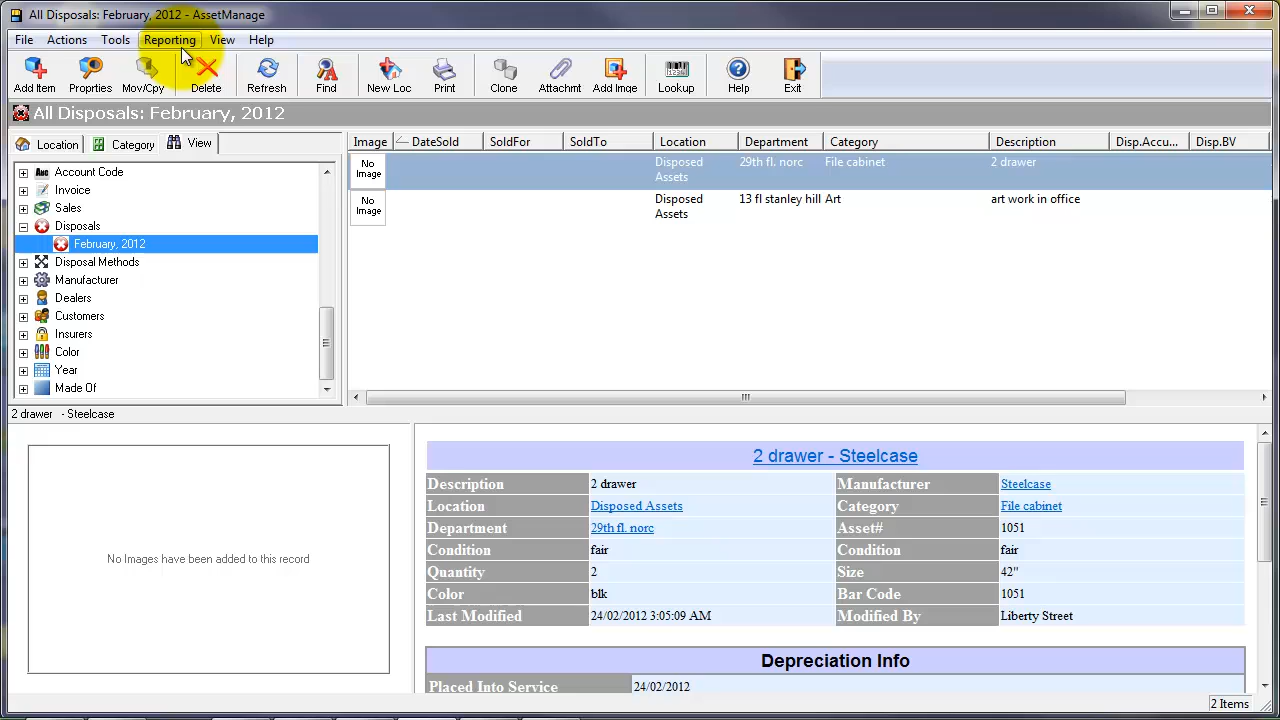 All Disposals: February, 2012 - AssetManage
File Actions Tools Reporting View Help
Add Item Properties Mov/Cpy Delete Refresh Find New Loc Print Clone Attachmt Add Imge Lookup Help Exit
All Disposals: February, 2012
Location Category View
Account Code
Invoice
Sales
Disposals
February, 2012
Disposal Methods
Manufacturer
Dealers
Customers
Insurers
Color
Year
Made Of
Image DateSold SoldFor SoldTo Location Department Category Description Disp.Accu... Disp.BV
No Image Disposed Assets 29th fl. norc File cabinet 2 drawer
No Image Disposed Assets 13 fl stanley hill Art art work in office
2 drawer - Steelcase
No Images have been added to this record
2 drawer - Steelcase
Description 2 drawer Manufacturer Steelcase
Location Disposed Assets Category File cabinet
Department 29th fl. norc Asset# 1051
Condition fair Condition fair
Quantity 2 Size 42"
Color blk Bar Code 1051
Last Modified 24/02/2012 3:05:09 AM Modified By Liberty Street
Depreciation Info
Placed Into Service 24/02/2012
2 Items